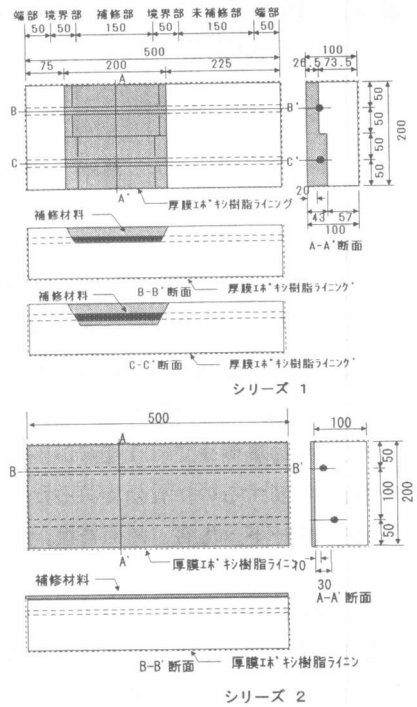 端部 境界部 補修部 境界部 未補修部 端部
50 50 150 50 150 50
500
75 200 225
A
B
B'
C
C'
A'
厚膜エポキシ樹脂ライニング
100
26.5 73.5
50
50
50
50
200
20
43 57
100
A-A'断面
補修材料
B-B'断面
厚膜エポキシ樹脂ライニング
補修材料
C-C'断面
厚膜エポキシ樹脂ライニング
シリーズ 1
500
A
B
B'
A'
厚膜エポキシ樹脂ライニン
100
50
100
50
200
30
A-A'断面
補修材料
B-B'断面
厚膜エポキシ樹脂ライニン
シリーズ 2